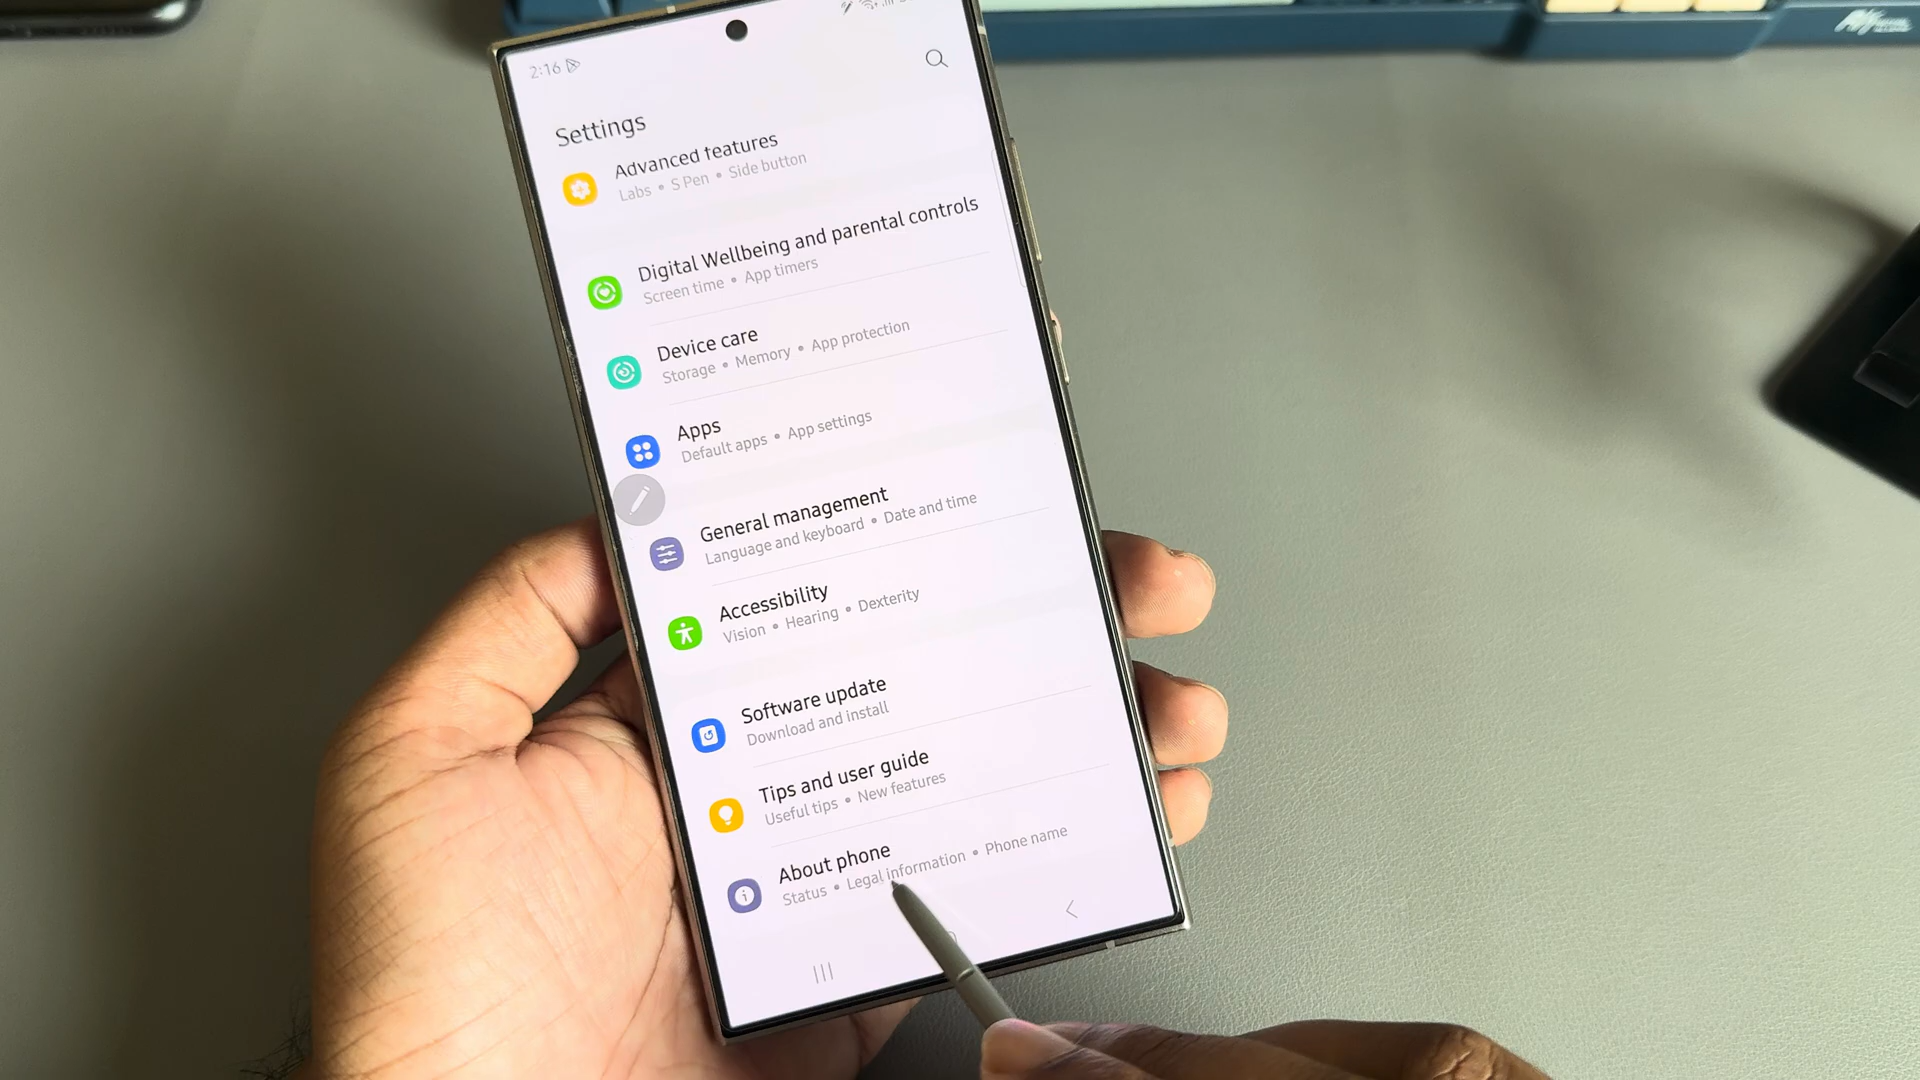 2:16
Settings
Advanced features
Labs • S Pen • Side button
Digital Wellbeing and parental controls
Screen time • App timers
Device care
Storage • Memory • App protection
Apps
Default apps • App settings
General management
Language and keyboard • Date and time
Accessibility
Vision • Hearing • Dexterity
Software update
Download and install
Tips and user guide
Useful tips • New features
About phone
Status • Legal information • Phone name